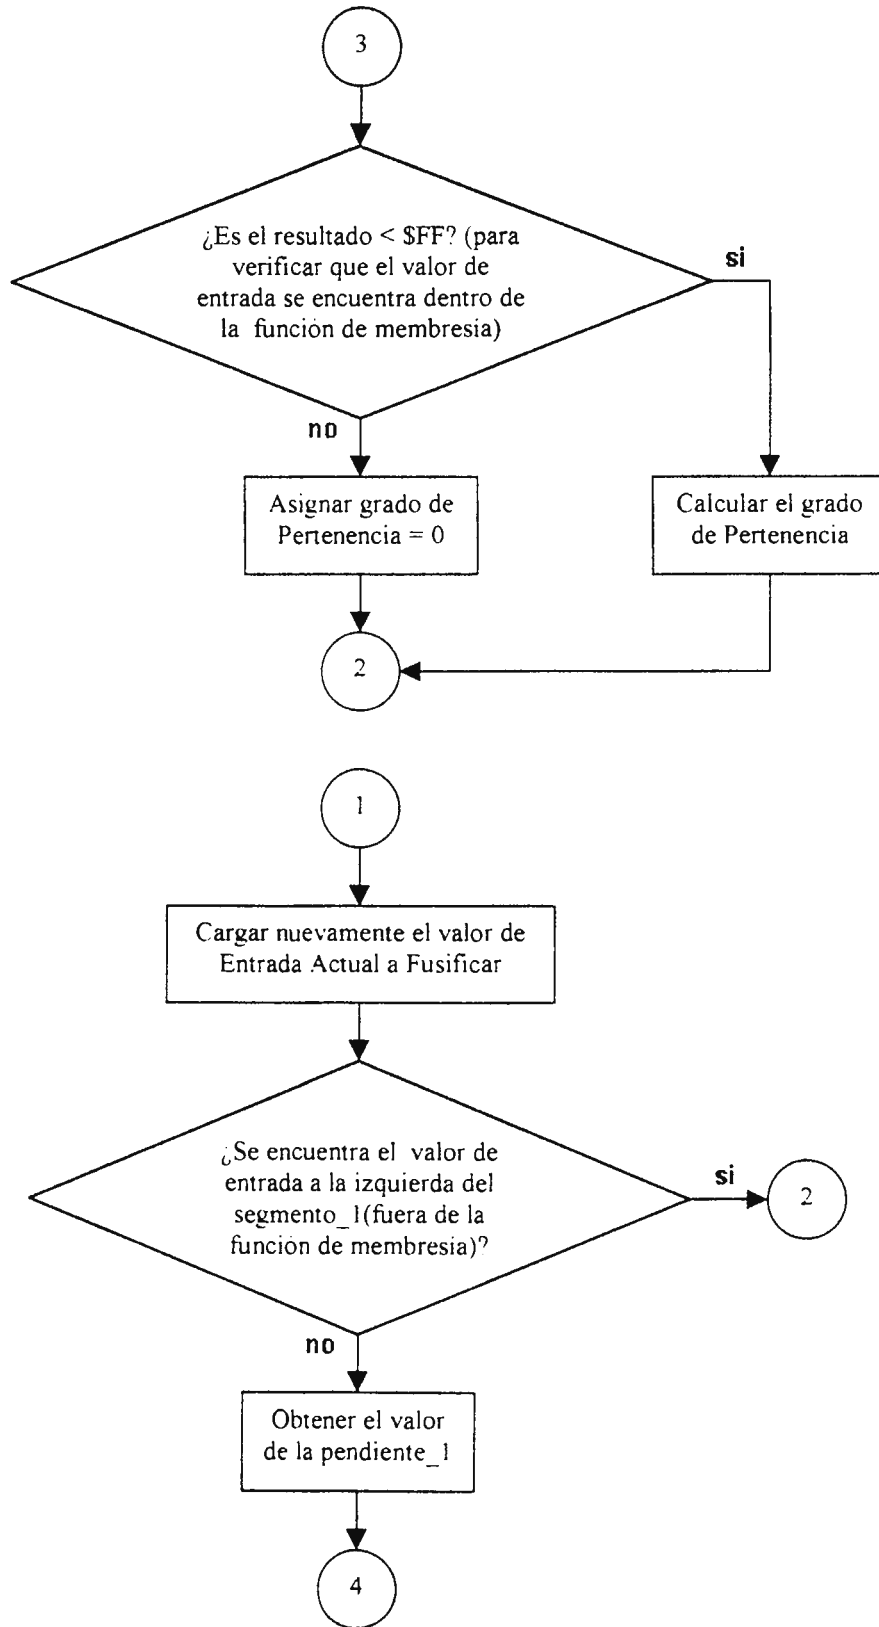 3
¿Es el resultado < $FF? (para
verificar que el valor de
entrada se encuentra dentro de
la función de membresía)
si
no
Asignar grado de
Pertenencia = 0
Calcular el grado
de Pertenencia
2
1
Cargar nuevamente el valor de
Entrada Actual a Fusificar
¿Se encuentra el valor de
entrada a la izquierda del
segmento_1(fuera de la
función de membresía)?
si
2
no
Obtener el valor
de la pendiente_1
4